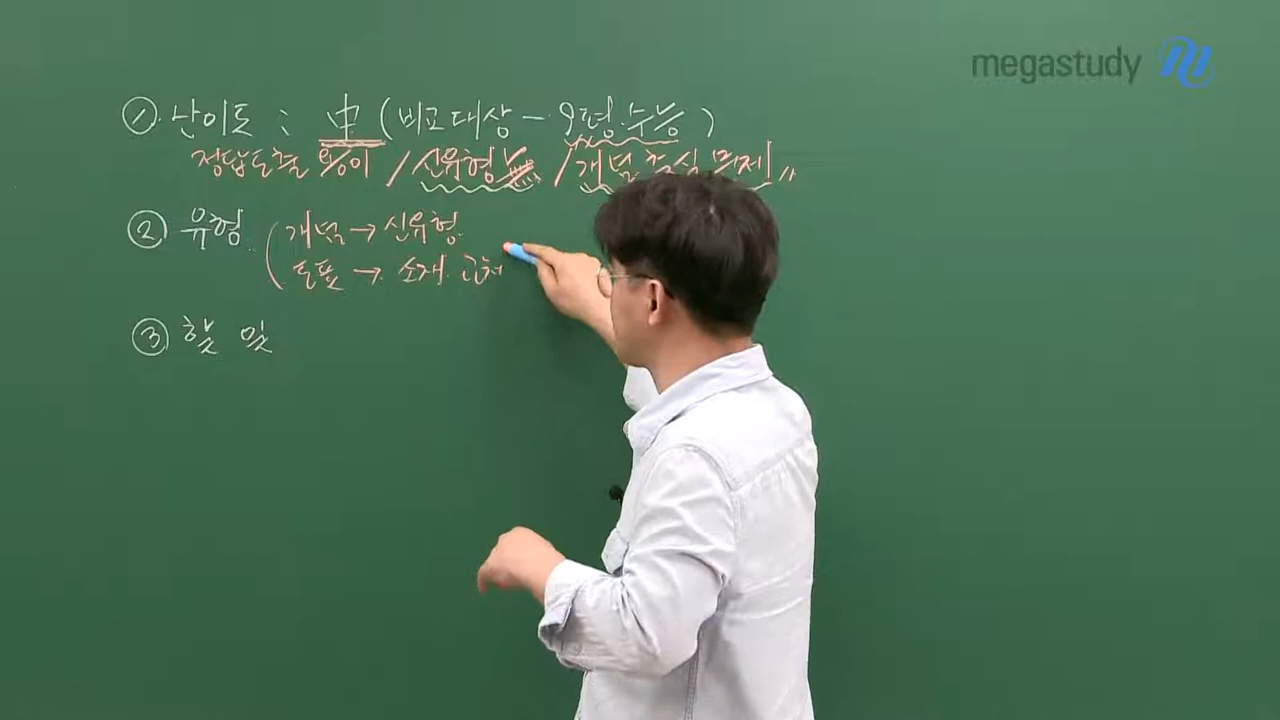 megastudy
① 난이도 : 中 (비교대상 - 9평.수능)
정답도출 용이 / 신유형 / 개념 중심 문제 〃
② 유형 개념 → 신유형.
도표 → 소재
③ 할 일